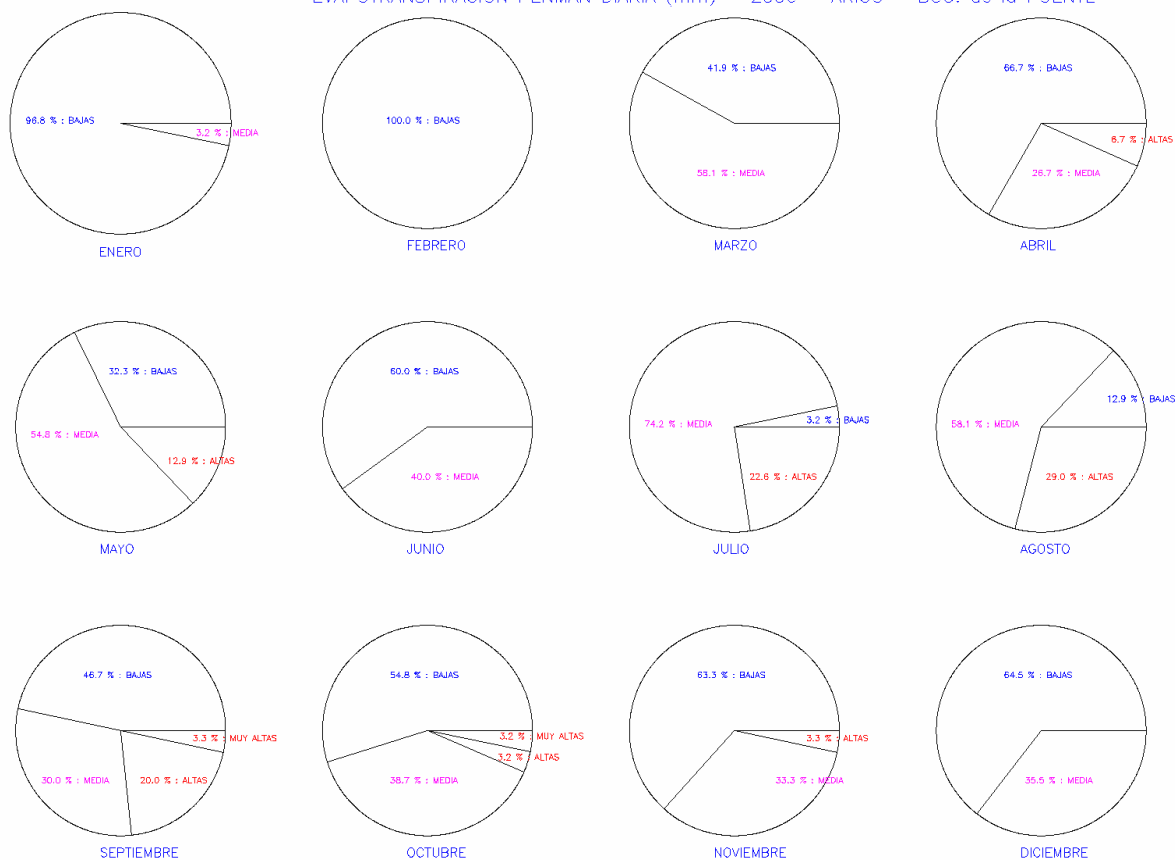 96.8 % : BAJAS
3.2 % : MEDIA
ENERO
100.0 % : BAJAS
FEBRERO
41.9 % : BAJAS
58.1 % : MEDIA
MARZO
66.7 % : BAJAS
6.7 % : ALTAS
26.7 % : MEDIA
ABRIL
32.3 % : BAJAS
54.8 % : MEDIA
12.9 % : ALTAS
MAYO
60.0 % : BAJAS
40.0 % : MEDIA
JUNIO
74.2 % : MEDIA
3.2 % : BAJAS
22.6 % : ALTAS
JULIO
12.9 % : BAJAS
58.1 % : MEDIA
29.0 % : ALTAS
AGOSTO
46.7 % : BAJAS
3.3 % : MUY ALTAS
30.0 % : MEDIA
20.0 % : ALTAS
SEPTIEMBRE
54.8 % : BAJAS
3.2 % : MUY ALTAS
3.2 % : ALTAS
38.7 % : MEDIA
OCTUBRE
63.3 % : BAJAS
3.3 % : ALTAS
33.3 % : MEDIA
NOVIEMBRE
64.5 % : BAJAS
35.5 % : MEDIA
DICIEMBRE